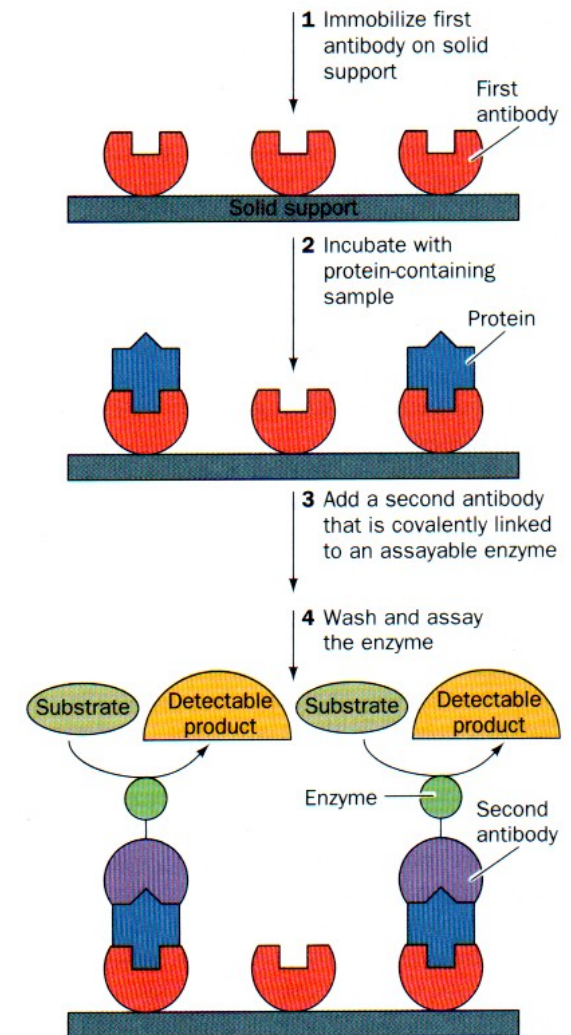 1 Immobilize first
antibody on solid
support
First
antibody
Solid support
2 Incubate with
protein-containing
sample
Protein
3 Add a second antibody
that is covalently linked
to an assayable enzyme
4 Wash and assay
the enzyme
Substrate
Detectable
product
Substrate
Detectable
product
Enzyme
Second
antibody